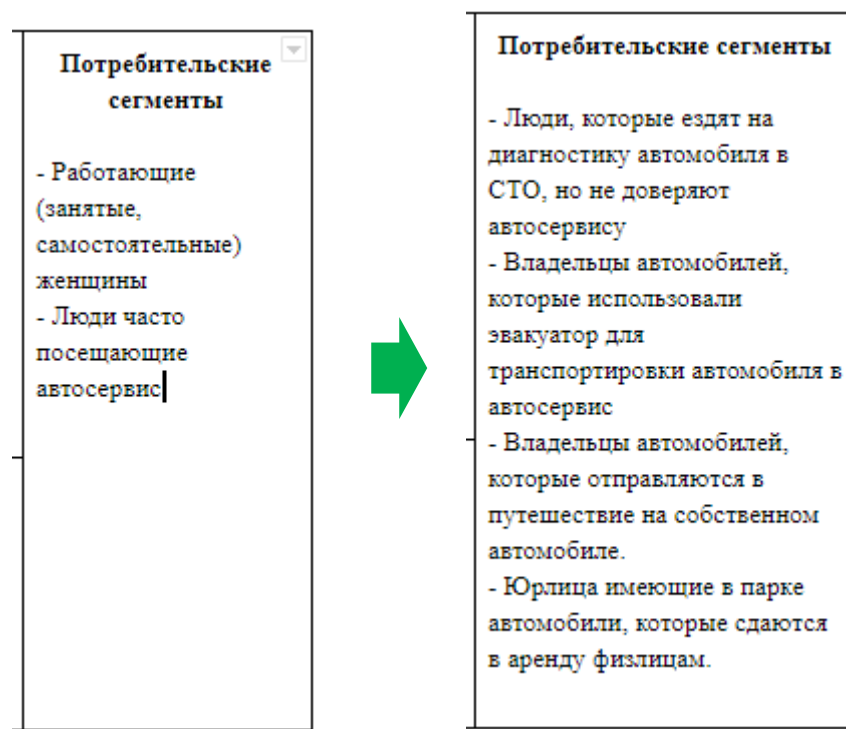 Потребительские
сегменты
- Работающие
(занятые,
самостоятельные)
женщины
- Люди часто
посещающие
автосервис
Потребительские сегменты
- Люди, которые ездят на
диагностику автомобиля в
СТО, но не доверяют
автосервису
- Владельцы автомобилей,
которые использовали
эвакуатор для
транспортировки автомобиля в
автосервис
- Владельцы автомобилей,
которые отправляются в
путешествие на собственном
автомобиле.
- Юрлица имеющие в парке
автомобили, которые сдаются
в аренду физлицам.